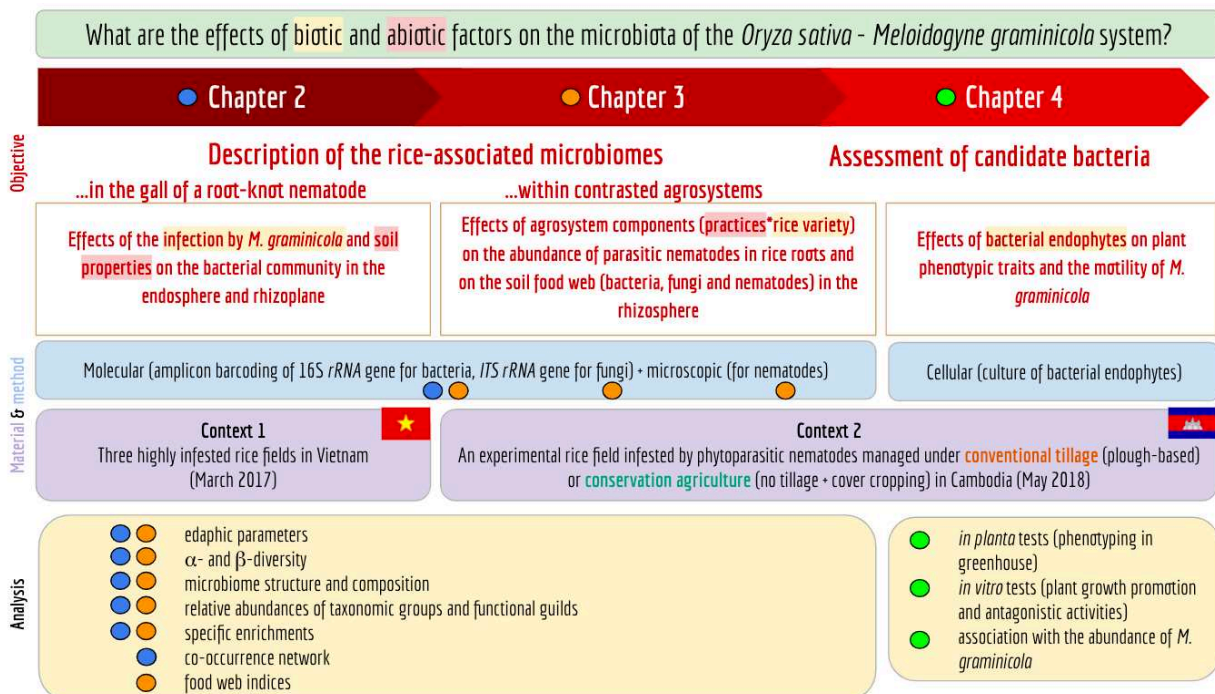 What are the effects of biotic and abiotic factors on the microbiota of the Oryza sativa - Meloidogyne graminicola system?
Chapter 2
Chapter 3
Chapter 4
Objective
Description of the rice-associated microbiomes
Assessment of candidate bacteria
...in the gall of a root-knot nematode
...within contrasted agrosystems
Effects of the infection by M. graminicola and soil
properties on the bacterial community in the
endosphere and rhizoplane
Effects of agrosystem components (practices*rice variety)
on the abundance of parasitic nematodes in rice roots and
on the soil food web (bacteria, fungi and nematodes) in the
rhizosphere
Effects of bacterial endophytes on plant
phenotypic traits and the motility of M.
graminicola
Material & method
Molecular (amplicon barcoding of 16S rRNA gene for bacteria, ITS rRNA gene for fungi) + microscopic (for nematodes)
Cellular (culture of bacterial endophytes)
Context 1
Three highly infested rice fields in Vietnam
(March 2017)
Context 2
An experimental rice field infested by phytoparasitic nematodes managed under conventional tillage (plough-based)
or conservation agriculture (no tillage + cover cropping) in Cambodia (May 2018)
Analysis
edaphic parameters
α- and β-diversity
microbiome structure and composition
relative abundances of taxonomic groups and functional guilds
specific enrichments
co-occurrence network
food web indices
in planta tests (phenotyping in
greenhouse)
in vitro tests (plant growth promotion
and antagonistic activities)
association with the abundance of M.
graminicola